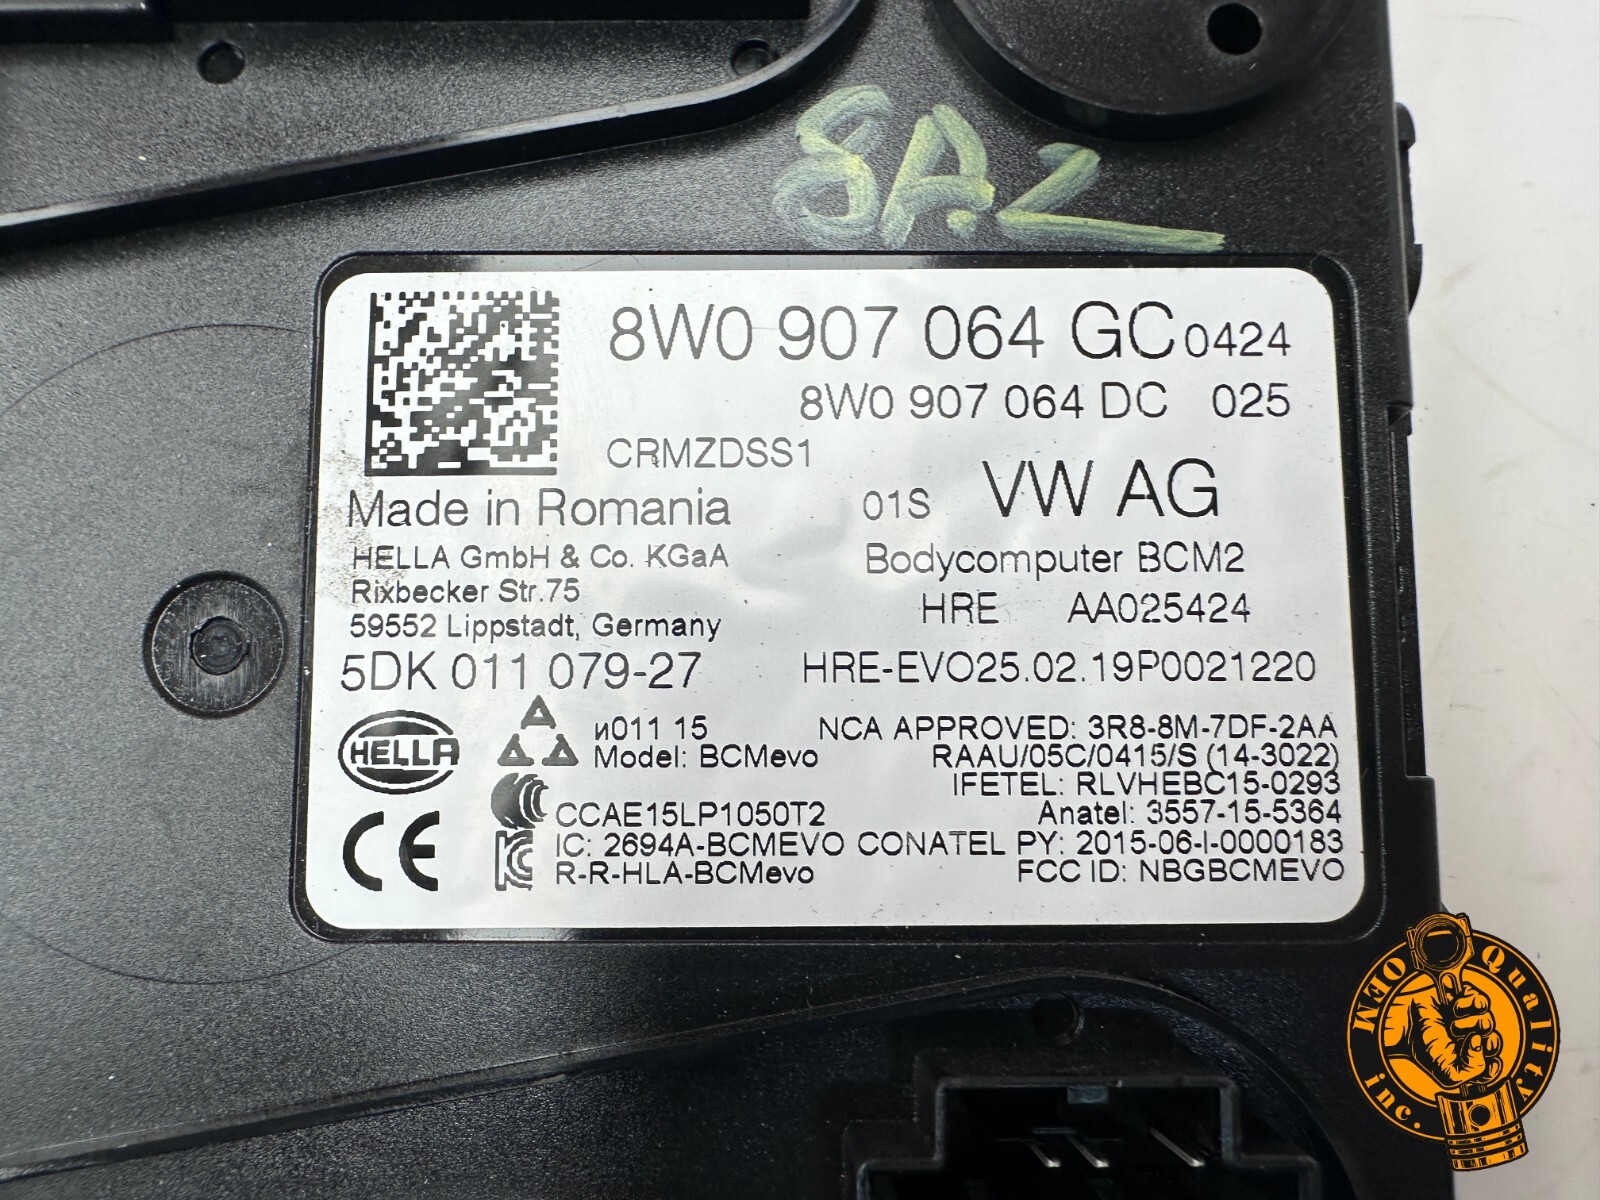 8A2
8W0 907 064 GC 0424
8W0 907 064 DC 025
CRMZDSS1
Made in Romania 01S VW AG
HELLA GmbH & Co. KGaA Bodycomputer BCM2
Rixbecker Str.75 HRE AA025424
59552 Lippstadt, Germany
5DK 011 079-27 HRE-EVO25.02.19P0021220
HELLA
и011 15 NCA APPROVED: 3R8-8M-7DF-2AA
Model: BCMevo RAAU/05C/0415/S (14-3022)
IFETEL: RLVHEBC15-0293
CCAE15LP1050T2 Anatel: 3557-15-5364
IC: 2694A-BCMEVO CONATEL PY: 2015-06-I-0000183
CE R-R-HLA-BCMevo FCC ID: NBGBCMEVO
OEM Quality inc.